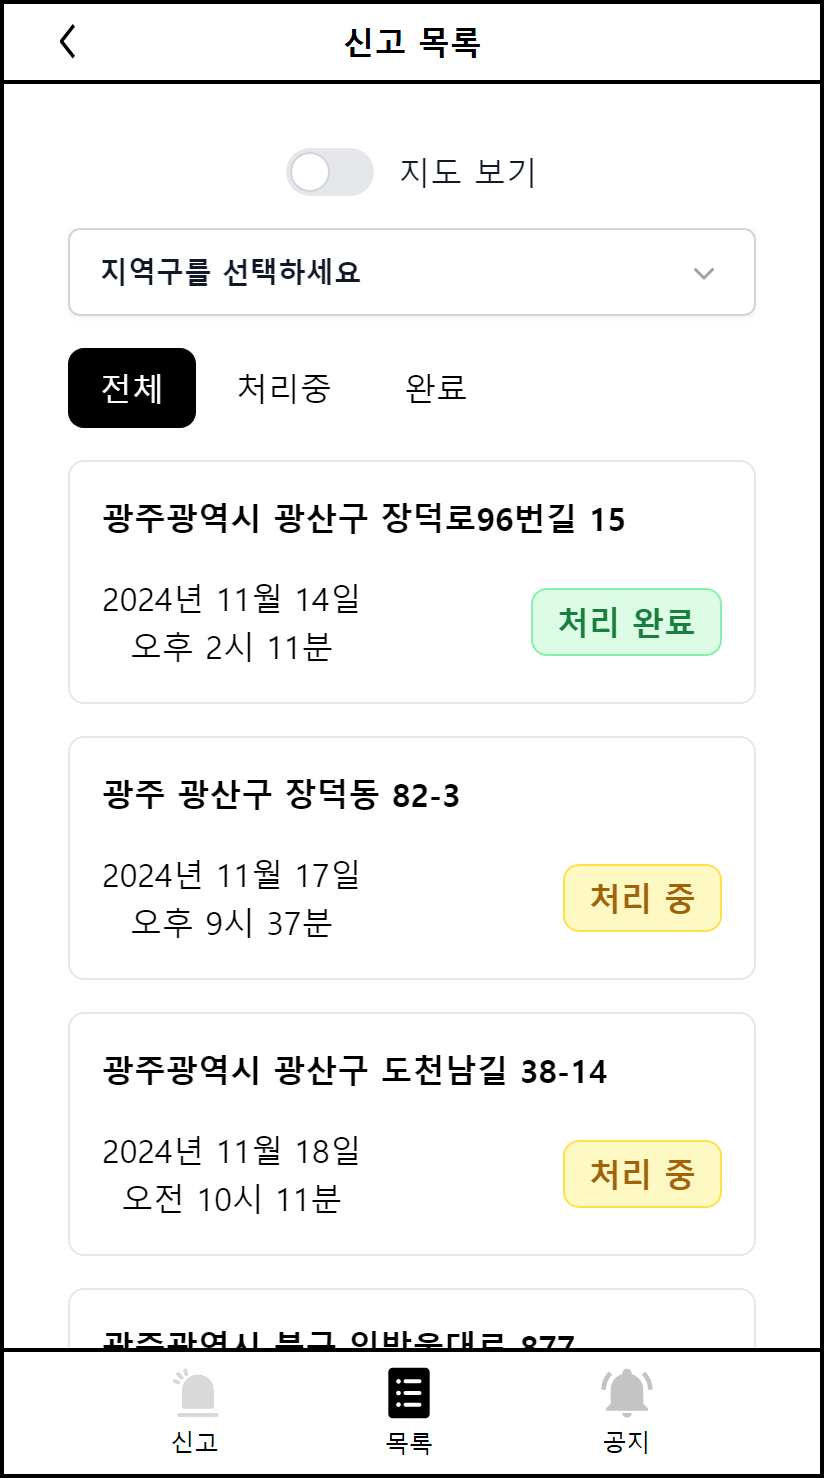 신고 목록
지도 보기
지역구를 선택하세요
전체 처리중 완료
광주광역시 광산구 장덕로96번길 15
2024년 11월 14일
오후 2시 11분
처리 완료
광주 광산구 장덕동 82-3
2024년 11월 17일
오후 9시 37분
처리 중
광주광역시 광산구 도천남길 38-14
2024년 11월 18일
오전 10시 11분
처리 중
광주광역시 북구 임방울대로 877
신고 목록 공지